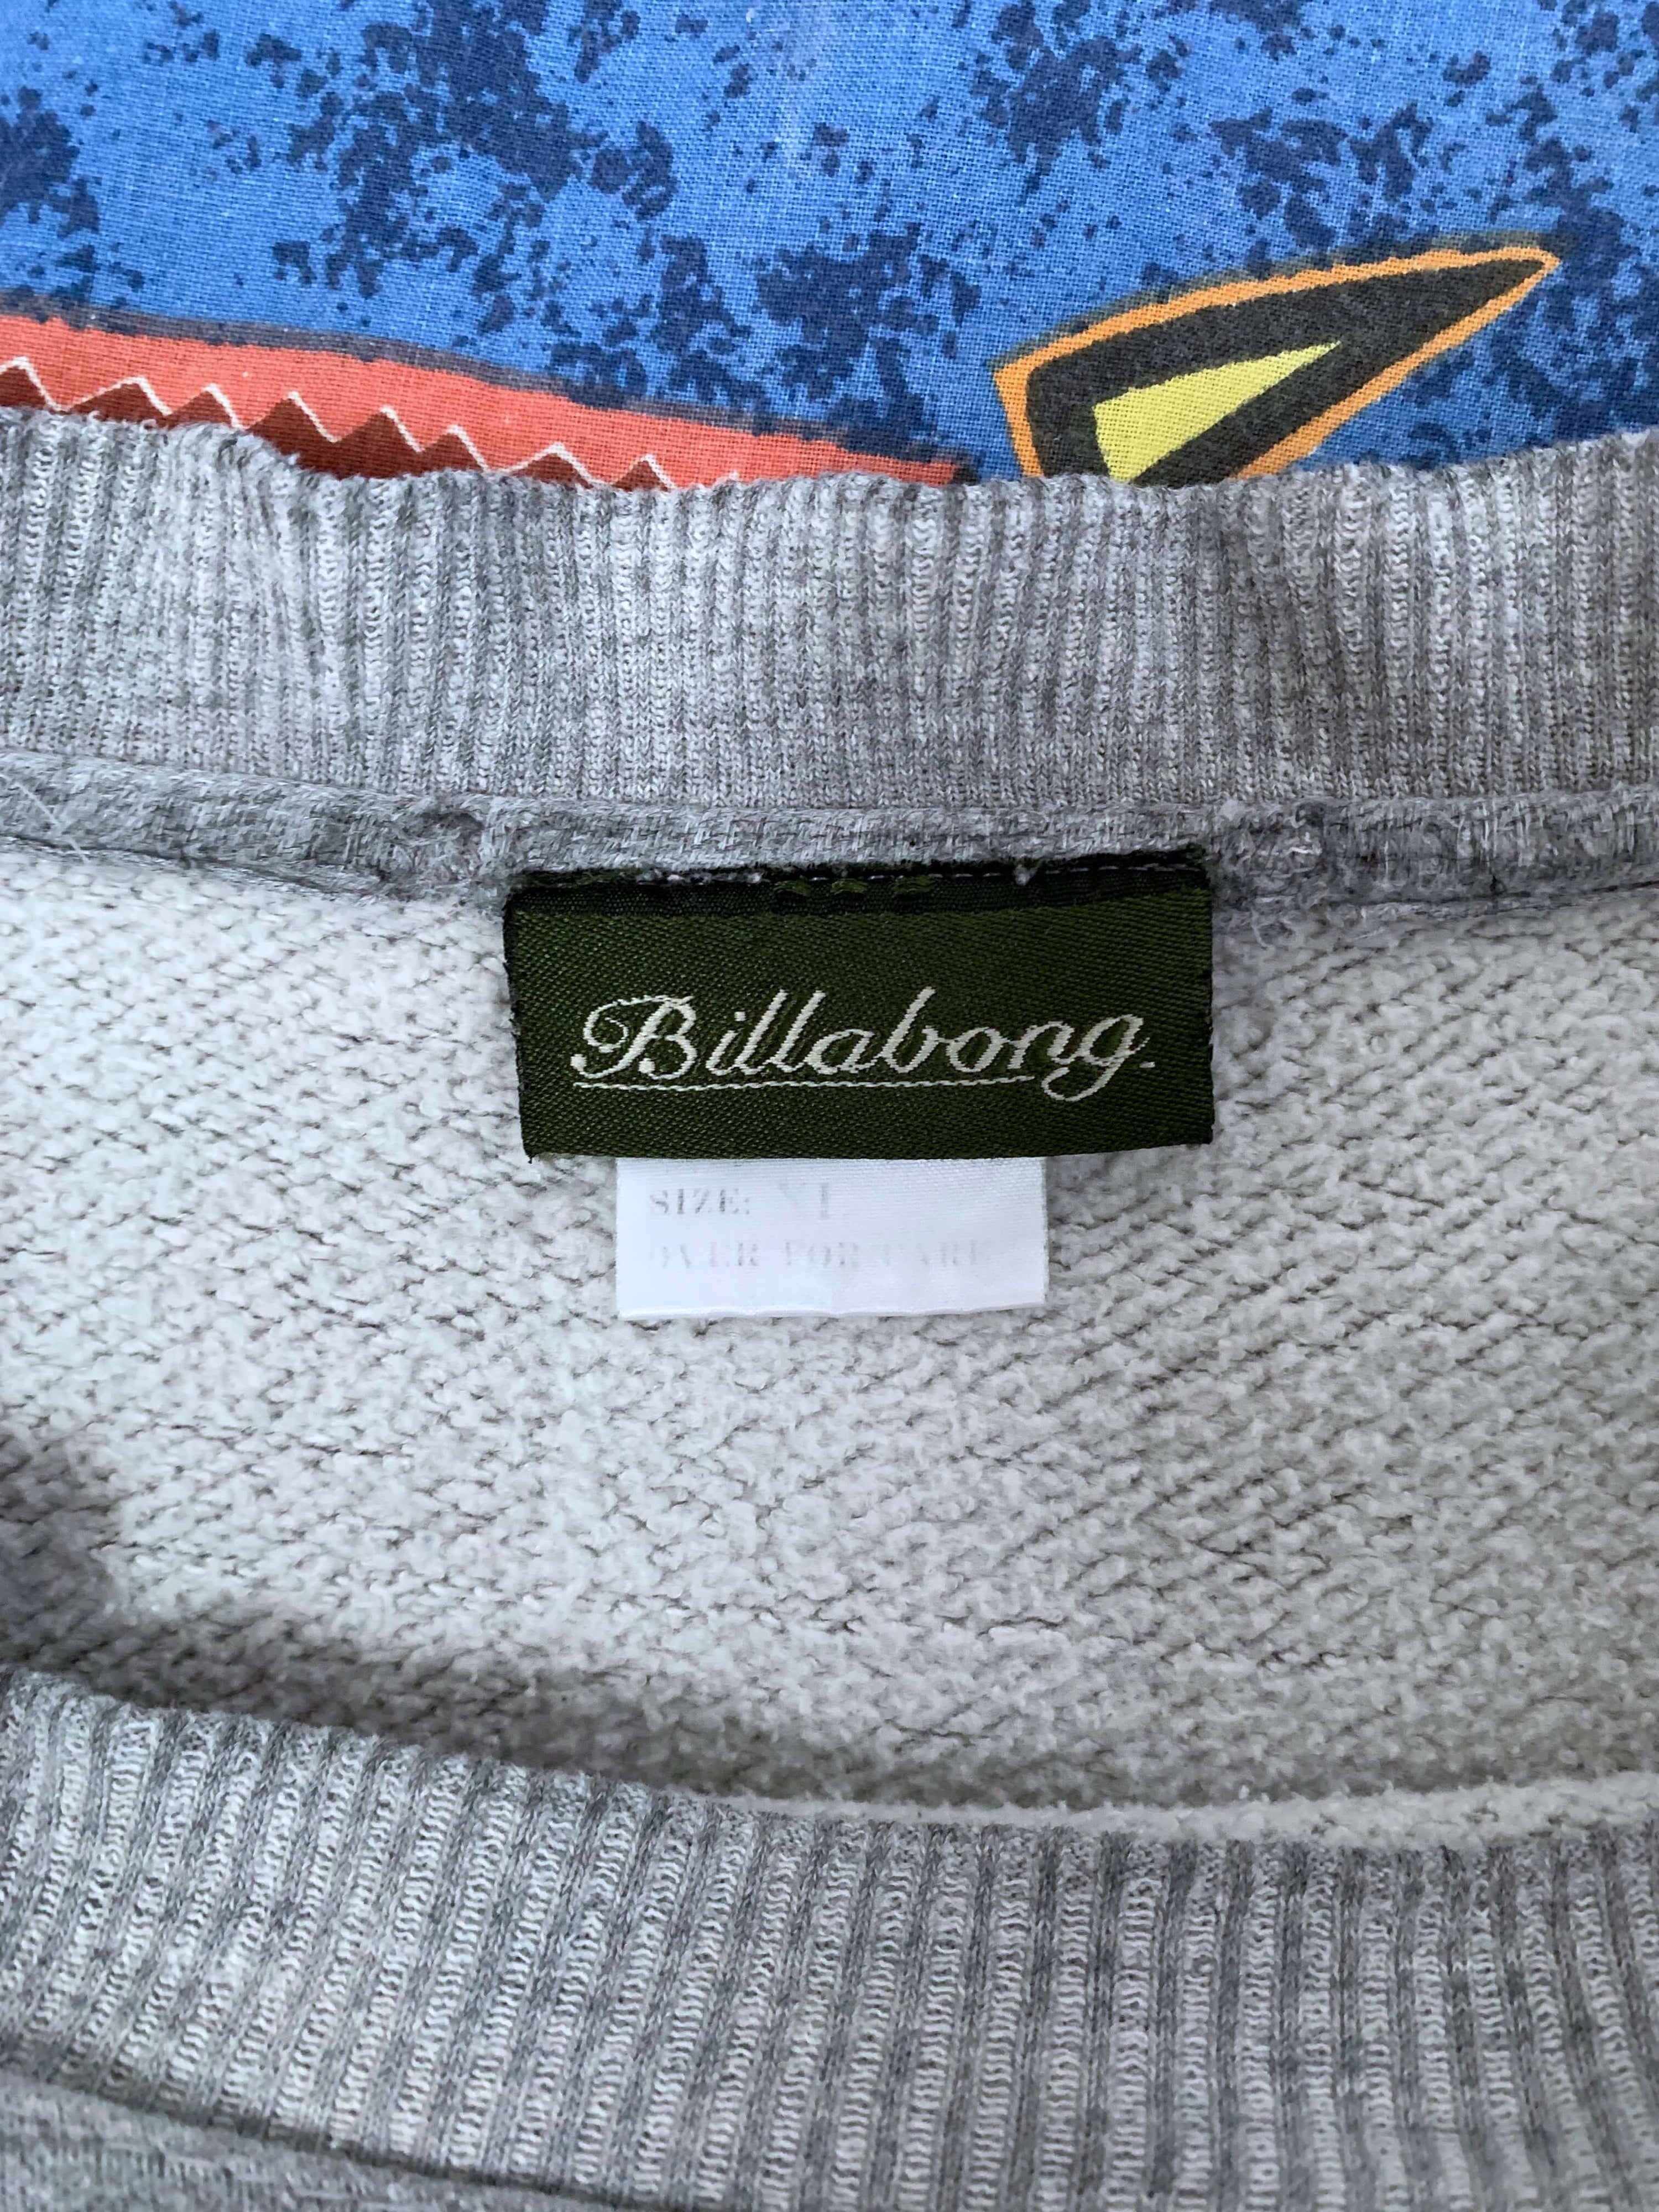 Billabong
SIZE: XL
OVER FOR CARE